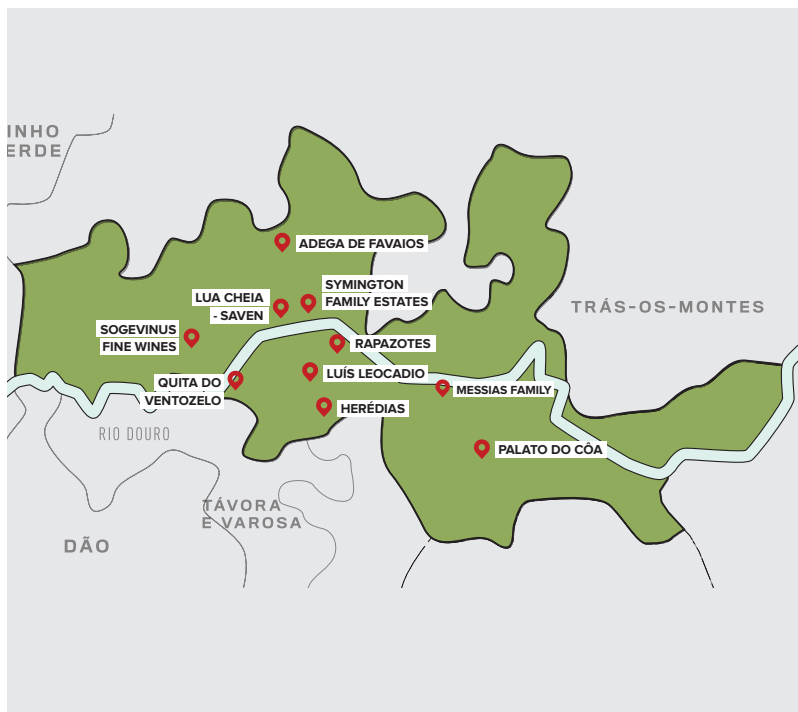 INHO
ERDE
ADEGA DE FAVAIOS
SYMINGTON
FAMILY ESTATES
LUA CHEIA
- SAVEN
TRÁS-OS-MONTES
SOGEVINUS
FINE WINES
RAPAZOTES
LUÍS LEOCADIO
QUITA DO
VENTOZELO
MESSIAS FAMILY
HERÉDIAS
RIO DOURO
PALATO DO CÔA
TÁVORA
E VAROSA
DÃO